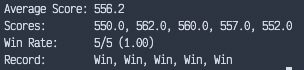 Average Score: 556.2
Scores:        550.0, 562.0, 560.0, 557.0, 552.0
Win Rate:      5/5 (1.00)
Record:        Win, Win, Win, Win, Win